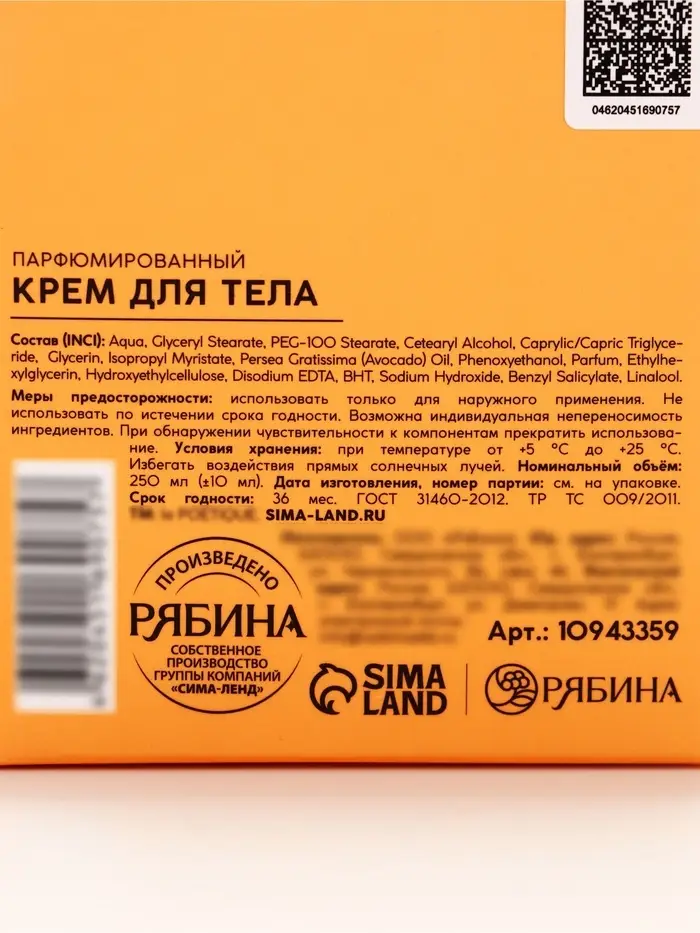 04620451690757
ПАРФЮМИРОВАННЫЙ
КРЕМ ДЛЯ ТЕЛА
Состав (INCI): Aqua, Glyceryl Stearate, PEG-100 Stearate, Cetearyl Alcohol, Caprylic/Capric Triglyce-
ride, Glycerin, Isopropyl Myristate, Persea Gratissima (Avocado) Oil, Phenoxyethanol, Parfum, Ethylhe-
xylglycerin, Hydroxyethylcellulose, Disodium EDTA, BHT, Sodium Hydroxide, Benzyl Salicylate, Linalool.
Меры предосторожности: использовать только для наружного применения. Не
использовать по истечении срока годности. Возможна индивидуальная непереносимость
ингредиентов. При обнаружении чувствительности к компонентам прекратить использова-
ние. Условия хранения: при температуре от +5 °С до +25 °С.
Избегать воздействия прямых солнечных лучей. Номинальный объём:
250 мл (±10 мл). Дата изготовления, номер партии: см. на упаковке.
Срок годности: 36 мес. ГОСТ 31460-2012. ТР ТС 009/2011.
SIMA-LAND.RU
ПРОИЗВЕДЕНО
РЯБИНА
СОБСТВЕННОЕ
ПРОИЗВОДСТВО
ГРУППЫ КОМПАНИЙ
«СИМА-ЛЕНД»
Арт.: 10943359
SIMA
LAND
РЯБИНА